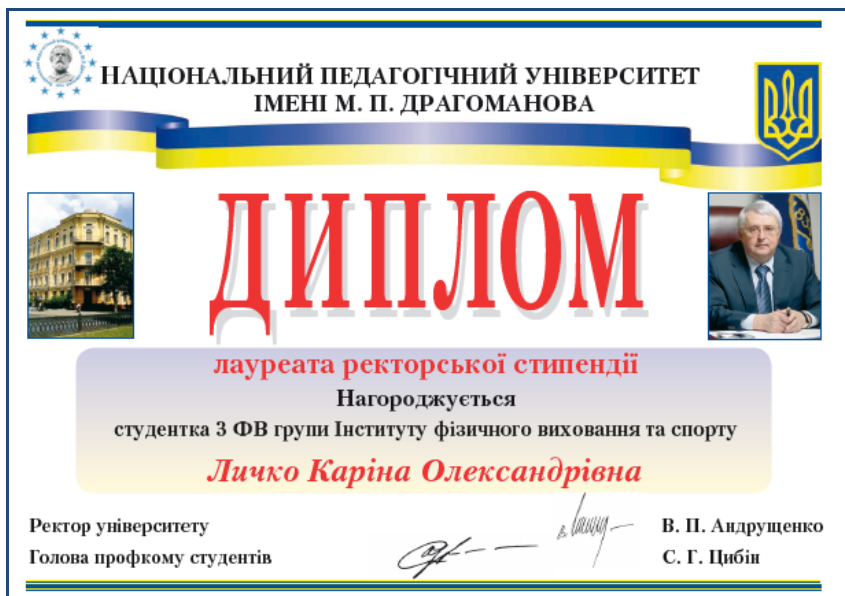 НАЦІОНАЛЬНИЙ ПЕДАГОГІЧНИЙ УНІВЕРСИТЕТ
ІМЕНІ М. П. ДРАГОМАНОВА
ДИПЛОМ
лауреата ректорської стипендії
Нагороджується
студентка 3 ФВ групи Інституту фізичного виховання та спорту
Личко Каріна Олександрівна
Ректор університету В. П. Андрущенко
Голова профкому студентів С. Г. Цибін